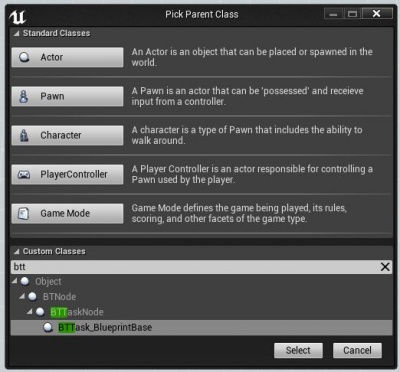 Pick Parent Class
Standard Classes
Actor
An Actor is an object that can be placed or spawned in the
world.
Pawn
A Pawn is an pawn that can be 'possessed' and receieve
input from a controller.
Character
A character is a type of Pawn that includes the ability to
walk around.
PlayerController
A Player Controller is an actor responsible for controlling a
Pawn used by the player.
Game Mode
Game Mode defines the game being played, its rules,
scoring, and other facets of the game type.
Custom Classes
btt
Object
BTNode
BTTaskNode
BTTask_BlueprintBase
Select
Cancel